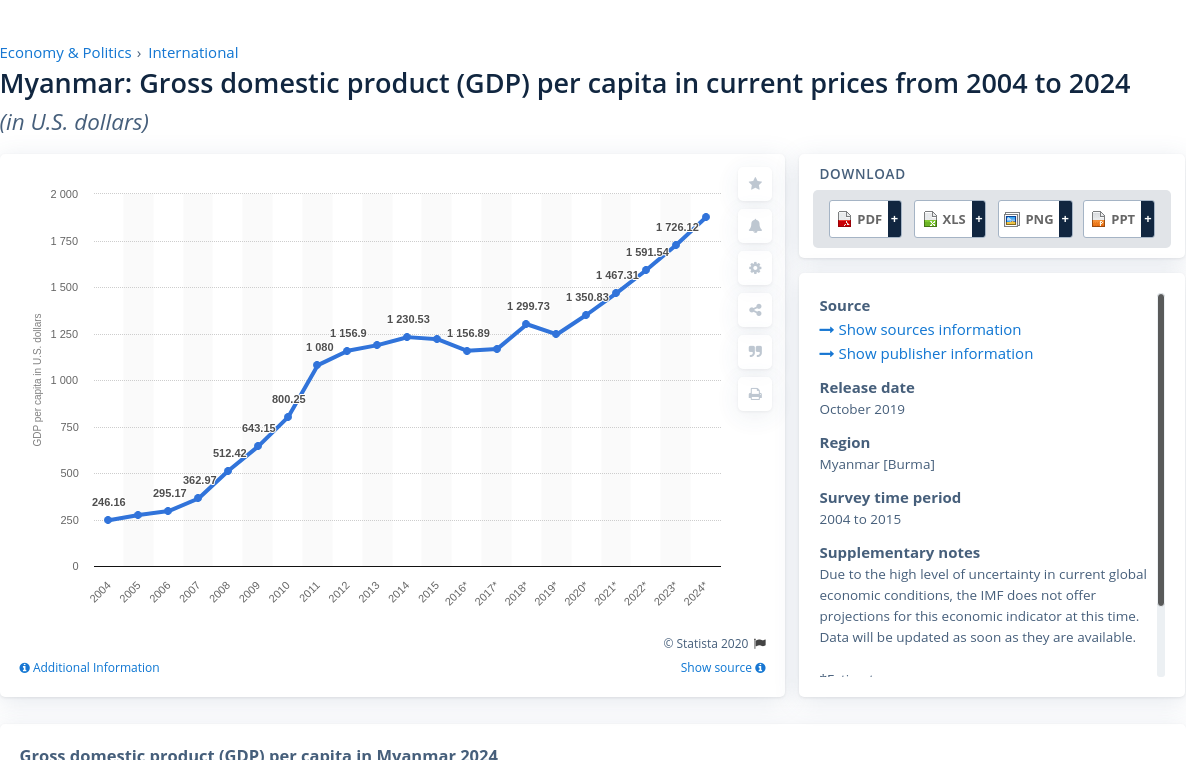 Economy & Politics › International
Myanmar: Gross domestic product (GDP) per capita in current prices from 2004 to 2024
(in U.S. dollars)
GDP per capita in U.S. dollars
2 000
1 750
1 500
1 250
1 000
750
500
250
0
246.16
295.17
362.97
512.42
643.15
800.25
1 080
1 156.9
1 230.53
1 156.89
1 299.73
1 350.83
1 467.31
1 591.54
1 726.12
2004
2005
2006
2007
2008
2009
2010
2011
2012
2013
2014
2015
2016*
2017*
2018*
2019*
2020*
2021*
2022*
2023*
2024*
© Statista 2020
Additional Information
Show source
DOWNLOAD
PDF + XLS + PNG + PPT +
Source
Show sources information
Show publisher information
Release date
October 2019
Region
Myanmar [Burma]
Survey time period
2004 to 2015
Supplementary notes
Due to the high level of uncertainty in current global
economic conditions, the IMF does not offer
projections for this economic indicator at this time.
Data will be updated as soon as they are available.
Gross domestic product (GDP) per capita in Myanmar 2024